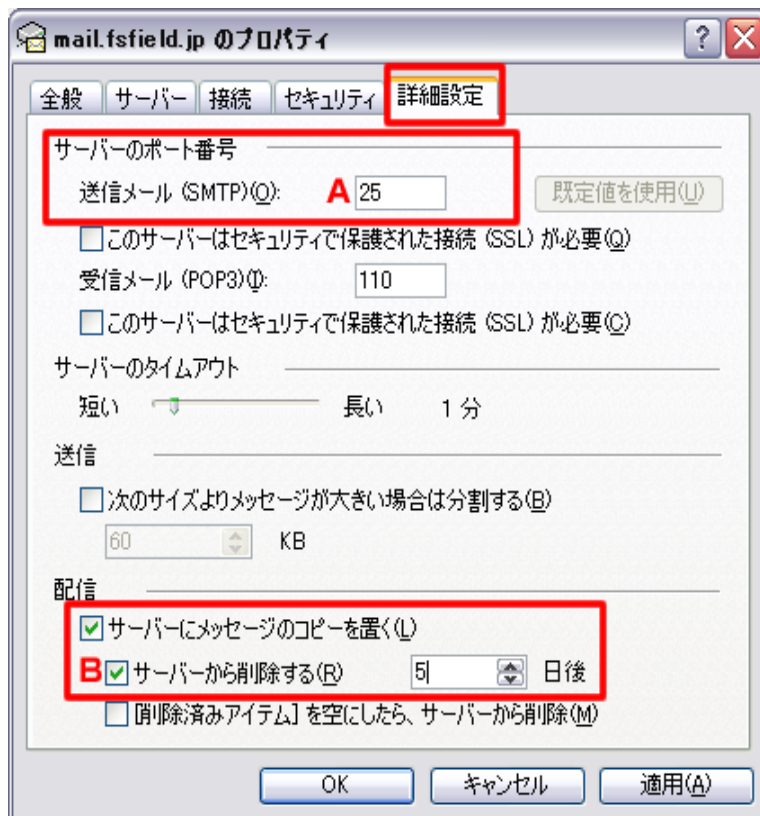 mail.fsfield.jp のプロパティ
?
全般 サーバー 接続 セキュリティ 詳細設定
サーバーのポート番号
送信メール (SMTP)(O): A 25 既定値を使用(U)
このサーバーはセキュリティで保護された接続 (SSL) が必要(Q)
受信メール (POP3)(I): 110
このサーバーはセキュリティで保護された接続 (SSL) が必要(C)
サーバーのタイムアウト
短い 長い 1 分
送信
次のサイズよりメッセージが大きい場合は分割する(B)
60 KB
配信
サーバーにメッセージのコピーを置く(L)
B サーバーから削除する(R) 5 日後
[削除済みアイテム] を空にしたら、サーバーから削除(M)
OK キャンセル 適用(A)